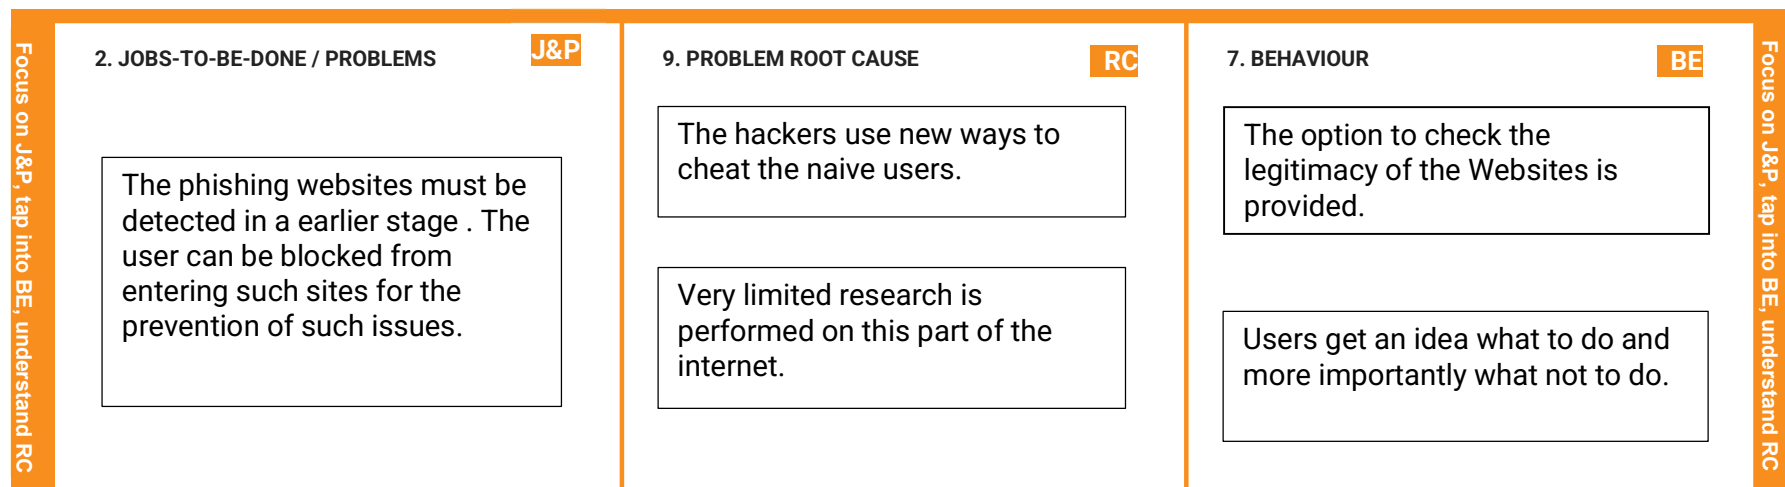 Focus on J&P, tap into BE, understand RC
2. JOBS-TO-BE-DONE / PROBLEMS
J&P
The phishing websites must be
detected in a earlier stage . The
user can be blocked from
entering such sites for the
prevention of such issues.
9. PROBLEM ROOT CAUSE
RC
The hackers use new ways to
cheat the naive users.
Very limited research is
performed on this part of the
internet.
7. BEHAVIOUR
BE
The option to check the
legitimacy of the Websites is
provided.
Users get an idea what to do and
more importantly what not to do.
Focus on J&P, tap into BE, understand RC